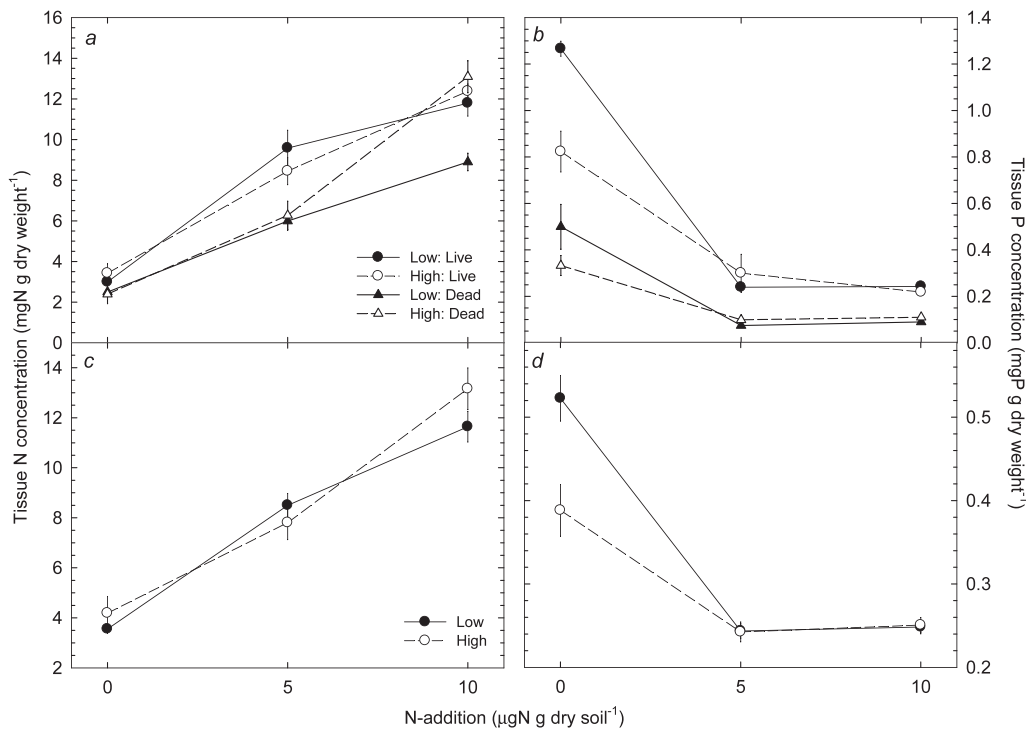 a
16
14
12
10
8
6
4
2
0
Low: Live
High: Live
Low: Dead
High: Dead
b
1.4
1.2
1.0
0.8
0.6
0.4
0.2
0.0
c
14
12
10
8
6
4
2
Low
High
d
0.5
0.4
0.3
0.2
0 5 10
0 5 10
Tissue N concentration (mgN g dry weight⁻¹)
Tissue P concentration (mgP g dry weight⁻¹)
N-addition (µgN g dry soil⁻¹)